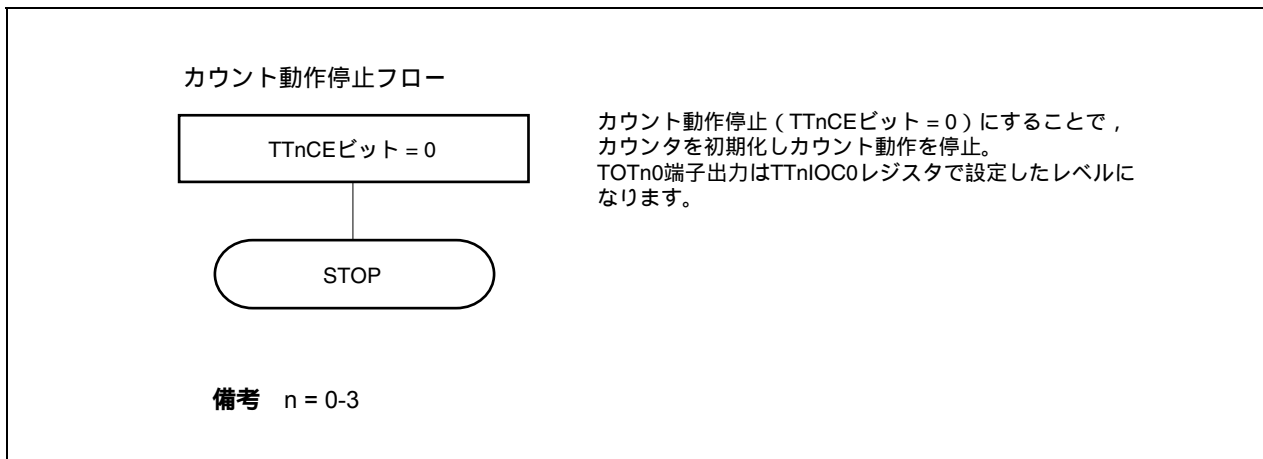 カウント動作停止フロー
TTnCEビット = 0
カウント動作停止（TTnCEビット = 0）にすることで，
カウンタを初期化しカウント動作を停止。
TOTn0端子出力はTTnIOC0レジスタで設定したレベルに
なります。
STOP
備考 n = 0-3